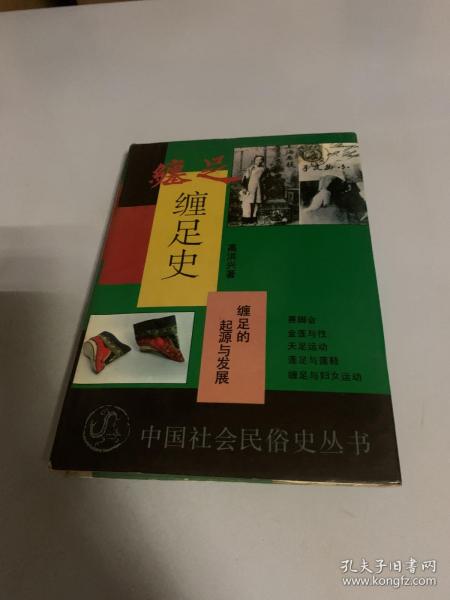 缠足
缠足史
高洪兴著
缠足的
起源与发展
赛脚会
金莲与性
天足运动
莲足与莲鞋
缠足与妇女运动
中国社会民俗史丛书
孔夫子旧书网
www.kongfz.com